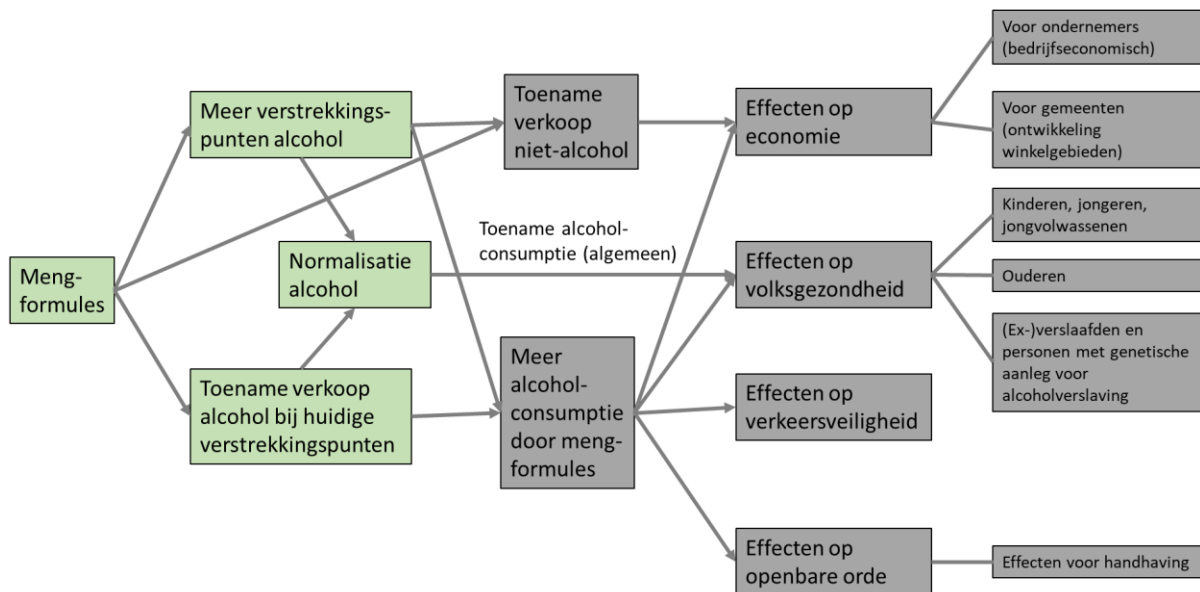 Meng-
formules
Meer verstrekkings-
punten alcohol
Normalisatie
alcohol
Toename verkoop
alcohol bij huidige
verstrekkingspunten
Toename
verkoop
niet-alcohol
Toename alcohol-
consumptie (algemeen)
Meer
alcohol-
consumptie
door meng-
formules
Effecten op
economie
Effecten op
volksgezondheid
Effecten op
verkeersveiligheid
Effecten op
openbare orde
Voor ondernemers
(bedrijfseconomisch)
Voor gemeenten
(ontwikkeling
winkelgebieden)
Kinderen, jongeren,
jongvolwassenen
Ouderen
(Ex-)verslaafden en
personen met genetische
aanleg voor
alcoholverslaving
Effecten voor handhaving